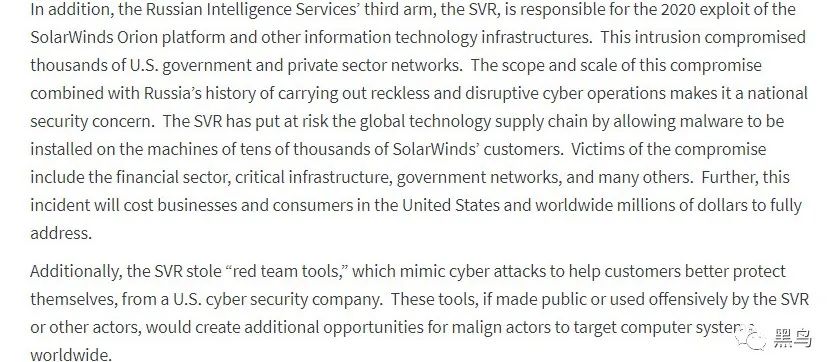 In addition, the Russian Intelligence Services’ third arm, the SVR, is responsible for the 2020 exploit of the
SolarWinds Orion platform and other information technology infrastructures.  This intrusion compromised
thousands of U.S. government and private sector networks.  The scope and scale of this compromise
combined with Russia’s history of carrying out reckless and disruptive cyber operations makes it a national
security concern.  The SVR has put at risk the global technology supply chain by allowing malware to be
installed on the machines of tens of thousands of SolarWinds’ customers.  Victims of the compromise
include the financial sector, critical infrastructure, government networks, and many others.  Further, this
incident will cost businesses and consumers in the United States and worldwide millions of dollars to fully
address.
Additionally, the SVR stole “red team tools,” which mimic cyber attacks to help customers better protect
themselves, from a U.S. cyber security company.  These tools, if made public or used offensively by the SVR
or other actors, would create additional opportunities for malign actors to target computer systems
worldwide.
黑鸟